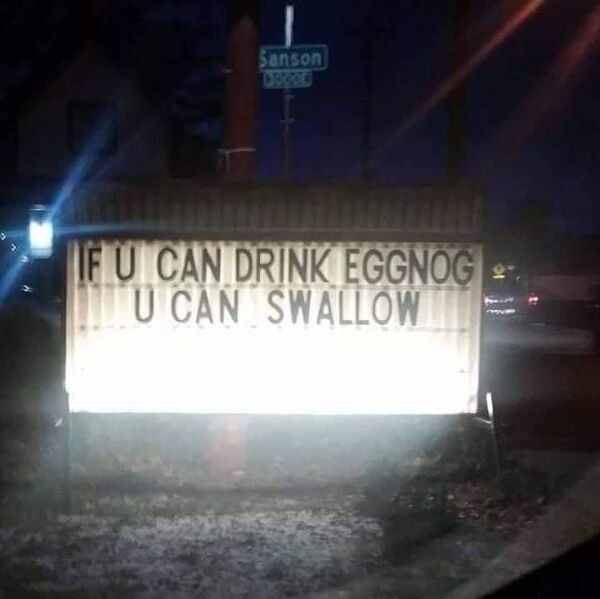 Sanson
IF U CAN DRINK EGGNOG
U CAN SWALLOW